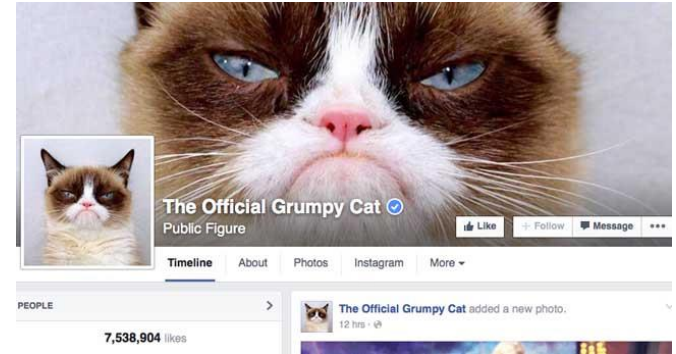 The Official Grumpy Cat
Public Figure
Like
+ Follow
Message
Timeline About Photos Instagram More
PEOPLE
7,538,904 likes
The Official Grumpy Cat added a new photo.
12 hrs ·